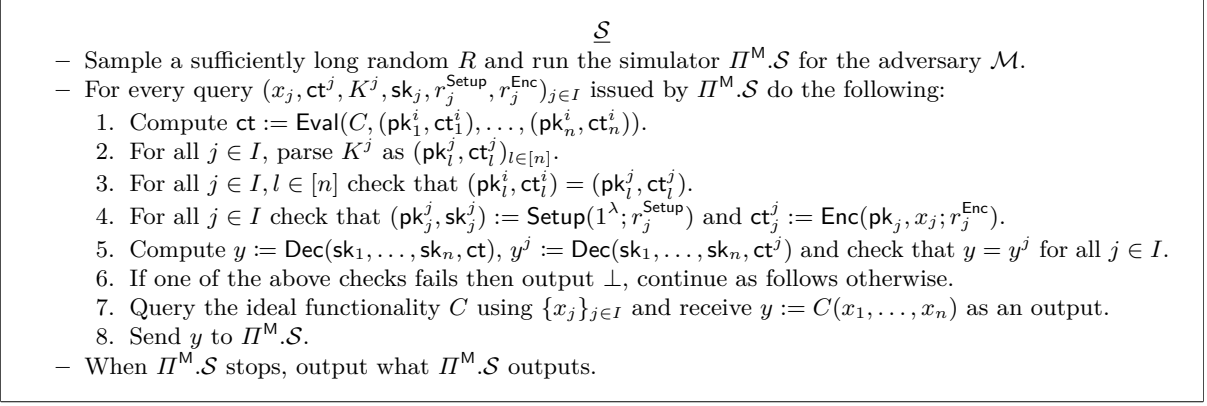 𝒮
– Sample a sufficiently long random R and run the simulator Π^M.𝒮 for the adversary ℳ.
– For every query (x_j, ct^j, K^j, sk_j, r_j^Setup, r_j^Enc)_{j∈I} issued by Π^M.𝒮 do the following:
1. Compute ct := Eval(C, (pk_1^i, ct_1^i), . . . , (pk_n^i, ct_n^i)).
2. For all j ∈ I, parse K^j as (pk_l^j, ct_l^j)_{l∈[n]}.
3. For all j ∈ I, l ∈ [n] check that (pk_l^i, ct_l^i) = (pk_l^j, ct_l^j).
4. For all j ∈ I check that (pk_j^j, sk_j^j) := Setup(1^λ; r_j^Setup) and ct_j^j := Enc(pk_j, x_j; r_j^Enc).
5. Compute y := Dec(sk_1, . . . , sk_n, ct), y^j := Dec(sk_1, . . . , sk_n, ct^j) and check that y = y^j for all j ∈ I.
6. If one of the above checks fails then output ⊥, continue as follows otherwise.
7. Query the ideal functionality C using {x_j}_{j∈I} and receive y := C(x_1, . . . , x_n) as an output.
8. Send y to Π^M.𝒮.
– When Π^M.𝒮 stops, output what Π^M.𝒮 outputs.